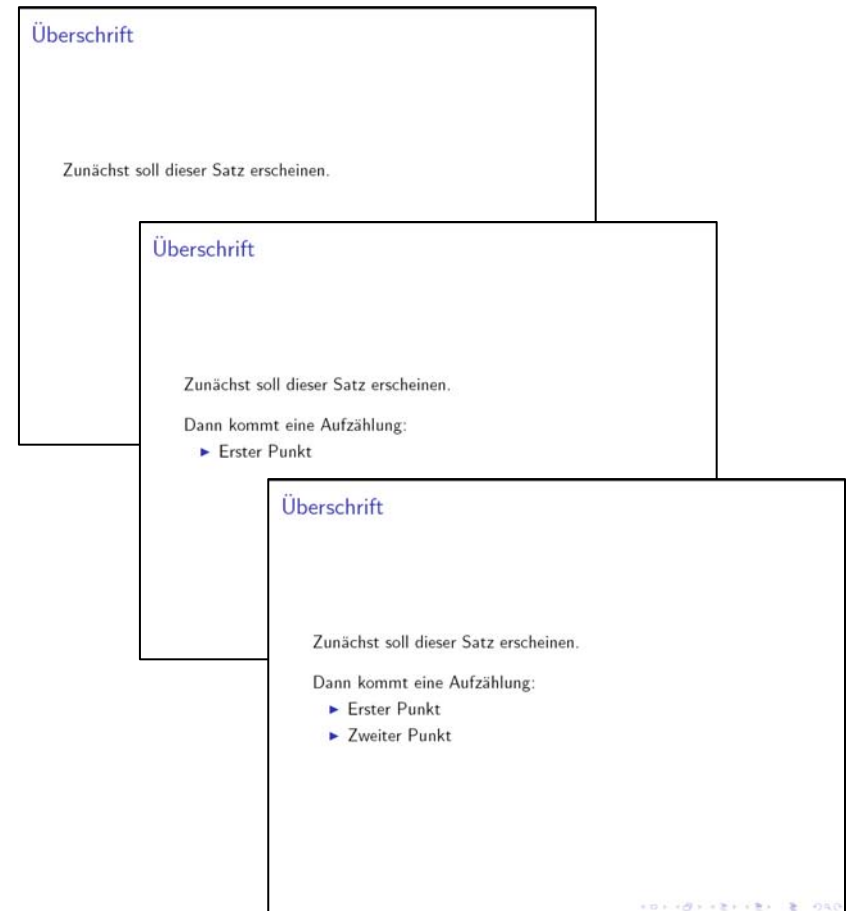 Überschrift
Zunächst soll dieser Satz erscheinen.
Überschrift
Zunächst soll dieser Satz erscheinen.
Dann kommt eine Aufzählung:
▶ Erster Punkt
Überschrift
Zunächst soll dieser Satz erscheinen.
Dann kommt eine Aufzählung:
▶ Erster Punkt
▶ Zweiter Punkt